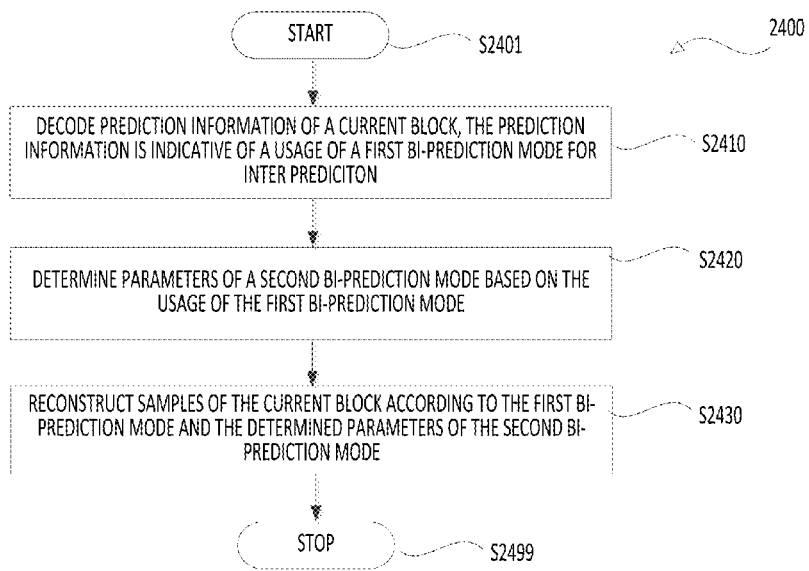 START
S2401
2400
DECODE PREDICTION INFORMATION OF A CURRENT BLOCK, THE PREDICTION
INFORMATION IS INDICATIVE OF A USAGE OF A FIRST BI-PREDICTION MODE FOR
INTER PREDICITON
S2410
DETERMINE PARAMETERS OF A SECOND BI-PREDICTION MODE BASED ON THE
USAGE OF THE FIRST BI-PREDICTION MODE
S2420
RECONSTRUCT SAMPLES OF THE CURRENT BLOCK ACCORDING TO THE FIRST BI-
PREDICTION MODE AND THE DETERMINED PARAMETERS OF THE SECOND BI-
PREDICTION MODE
S2430
STOP
S2499